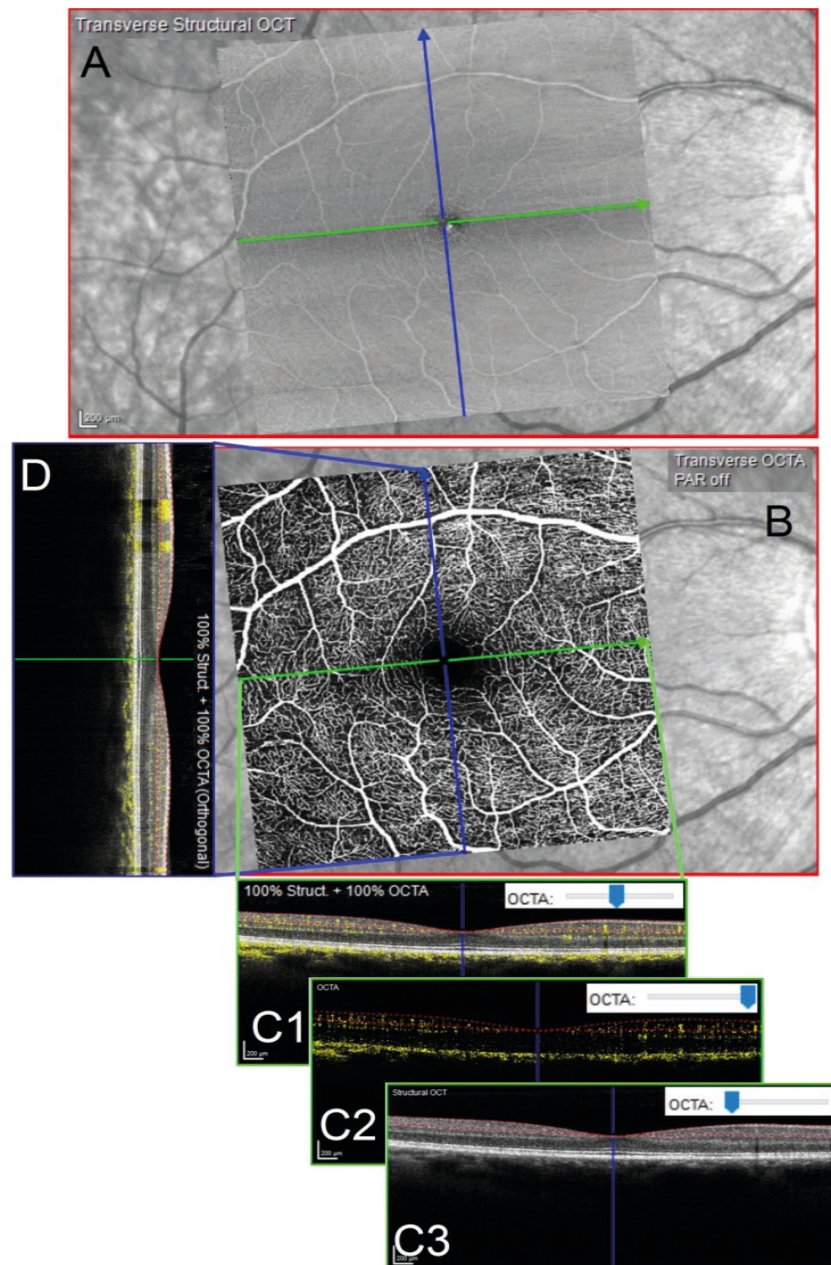 Transverse Structural OCT
A
200 µm
D
100% Struct. + 100% OCTA (Orthogonal)
Transverse OCTA
PAR off
B
100% Struct. + 100% OCTA
OCTA:
C1
200 µm
OCTA
OCTA:
C2
200 µm
Structural OCT
OCTA:
C3
200 µm